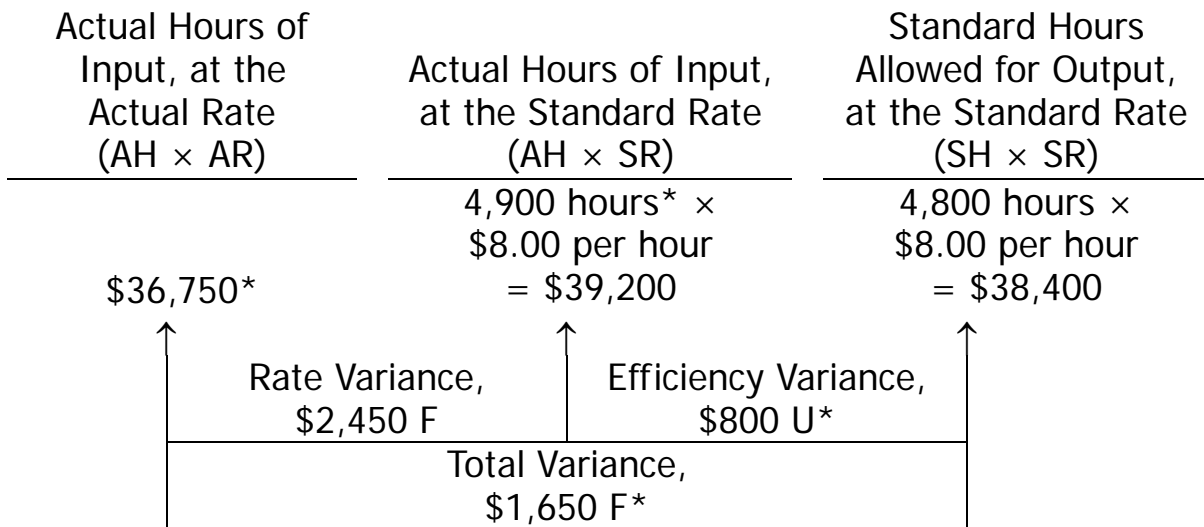 Actual Hours of
Input, at the
Actual Rate
(AH × AR)
Actual Hours of Input,
at the Standard Rate
(AH × SR)
Standard Hours
Allowed for Output,
at the Standard Rate
(SH × SR)
$36,750*
4,900 hours* ×
$8.00 per hour
= $39,200
4,800 hours ×
$8.00 per hour
= $38,400
Rate Variance,
$2,450 F
Efficiency Variance,
$800 U*
Total Variance,
$1,650 F*